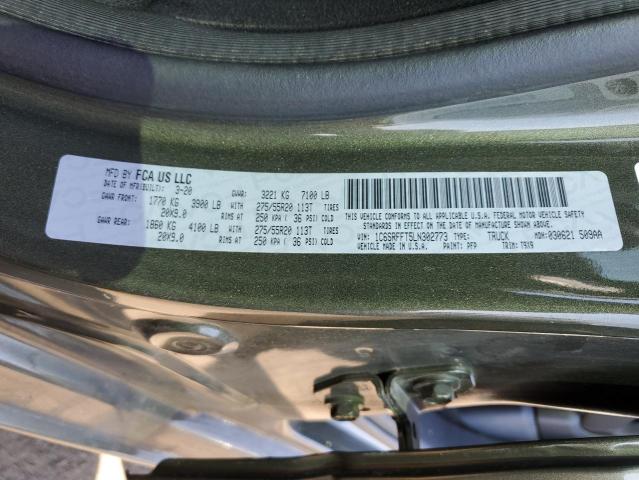 MFD BY FCA US LLC
DATE OF MFR(BUILT): 3-20 GVWR: 3221 KG 7100 LB
GAWR FRONT: 1770 KG 3900 LB WITH 275/55R20 113T TIRES
20X9.0 RIMS AT 250 KPA ( 36 PSI) COLD
GAWR REAR: 1860 KG 4100 LB WITH 275/55R20 113T TIRES
20X9.0 RIMS AT 250 KPA ( 36 PSI) COLD
THIS VEHICLE CONFORMS TO ALL APPLICABLE U.S.A. FEDERAL MOTOR VEHICLE SAFETY
STANDARDS IN EFFECT ON THE DATE OF MANUFACTURE SHOWN ABOVE.
VIN: 1C6SRFFT5LN302773 TYPE: TRUCK MDH:030621 509AA
VEHICLE MADE IN U.S.A. PAINT: PFP TRIM: T9X9